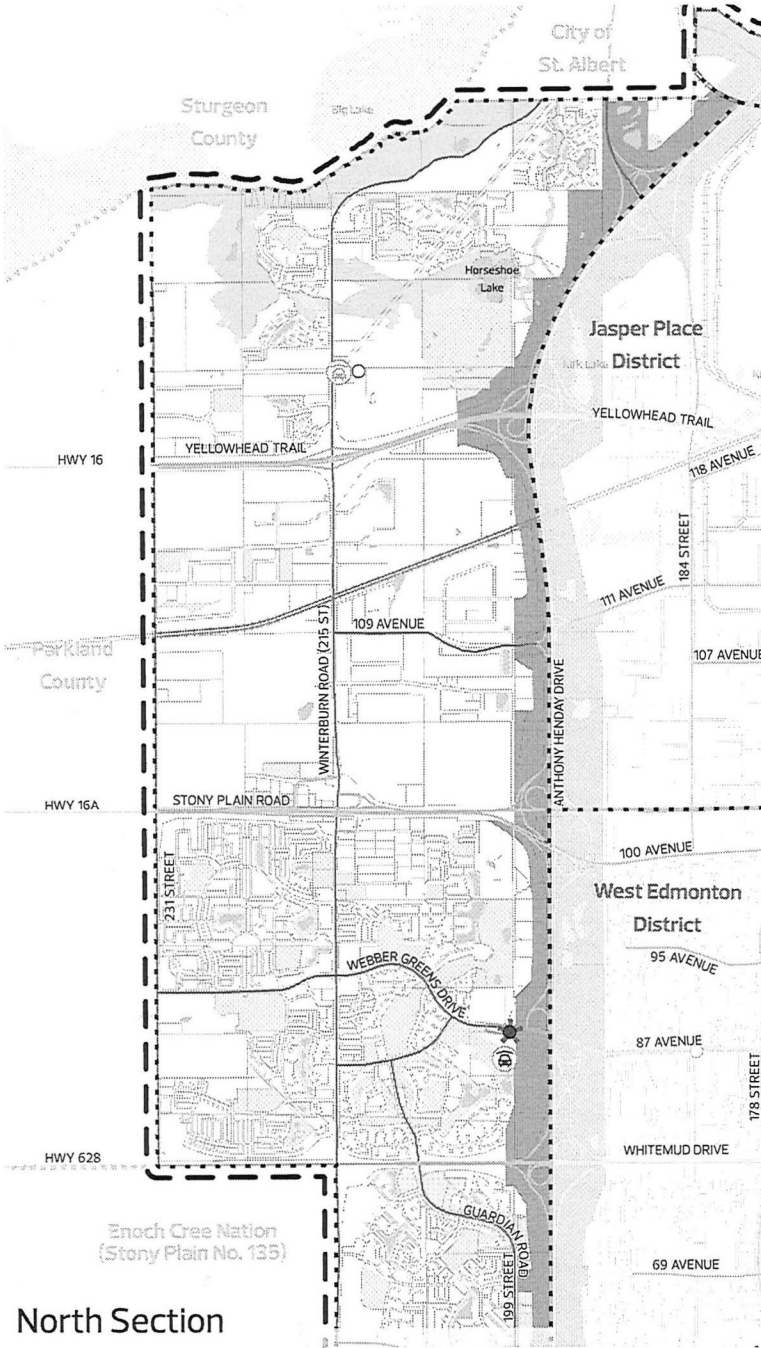 City of
St. Albert
Sturgeon
County
Big Lake
Horseshoe
Lake
Jasper Place
District
YELLOWHEAD TRAIL
YELLOWHEAD TRAIL
HWY 16
118 AVENUE
184 STREET
111 AVENUE
109 AVENUE
WINTERBURN ROAD (215 ST)
Parkland
County
107 AVENUE
ANTHONY HENDAY DRIVE
HWY 16A
STONY PLAIN ROAD
100 AVENUE
231 STREET
West Edmonton
District
95 AVENUE
WEBBER GREENS DRIVE
87 AVENUE
178 STREET
HWY 628
WHITEMUD DRIVE
Enoch Cree Nation
(Stony Plain No. 135)
GUARDIAN ROAD
199 STREET
69 AVENUE
North Section